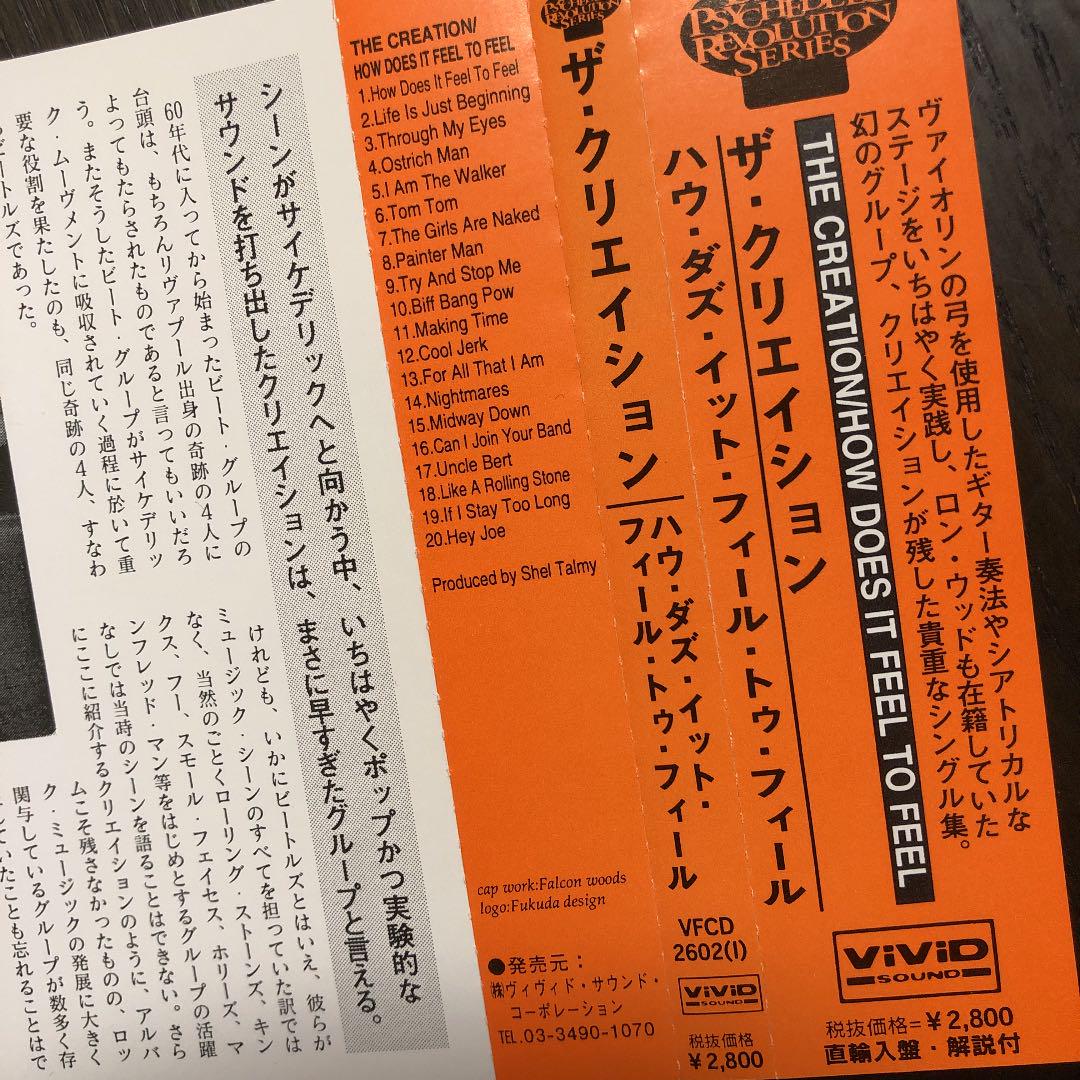 PSYCHEDELIC
REVOLUTION
SERIES
ヴァイオリンの弓を使用したギター奏法やシアトリカルな
ステージをいちはやく実践し、ロン・ウッドも在籍していた
幻のグループ、クリエイションが残した貴重なシングル集。
THE CREATION/HOW DOES IT FEEL TO FEEL
ザ・クリエイション
ハウ・ダズ・イット・フィール・トゥ・フィール
ViViD
SOUND
税抜価格=¥2,800
直輸入盤・解説付
ザ・クリエイション
ハウ・ダズ・イット・
フィール・トゥ・フィール
VFCD
2602(I)
ViViD
SOUND
税抜価格
¥2,800
THE CREATION/
HOW DOES IT FEEL TO FEEL
1.How Does It Feel To Feel
2.Life Is Just Beginning
3.Through My Eyes
4.Ostrich Man
5.I Am The Walker
6.Tom Tom
7.The Girls Are Naked
8.Painter Man
9.Try And Stop Me
10.Biff Bang Pow
11.Making Time
12.Cool Jerk
13.For All That I Am
14.Nightmares
15.Midway Down
16.Can I Join Your Band
17.Uncle Bert
18.Like A Rolling Stone
19.If I Stay Too Long
20.Hey Joe
Produced by Shel Talmy
cap work:Falcon woods
logo:Fukuda design
●発売元:
㈱ヴィヴィド・サウンド・
コーポレーション
TEL.03-3490-1070
シーンがサイケデリックへと向かう中、いちはやくポップかつ実験的な
サウンドを打ち出したクリエイションは、まさに早すぎたグループと言える。
60年代に入ってから始まったビート・グループの
台頭は、もちろんリヴァプール出身の奇跡の4人に
よってもたらされたものであると言ってもいいだろ
う。またそうしたビート・グループがサイケデリッ
ク・ムーヴメントに吸収されていく過程に於いて重
要な役割を果たしたのも、同じ奇跡の4人、すなわ
ビートルズであった。
けれども、いかにビートルズとはいえ、彼らが
ミュージック・シーンのすべてを担っていた訳では
なく、当然のごとくローリング・ストーンズ、キン
クス、フー、スモール・フェイセス、ホリーズ、マ
ンフレッド・マン等をはじめとするグループの活躍
なしでは当時のシーンを語ることはできない。さら
にここに紹介するクリエイションのように、アルバ
ムこそ残さなかったものの、ロッ
ク・ミュージックの発展に大きく
関与しているグループが数多く存
していたことも忘れることはで